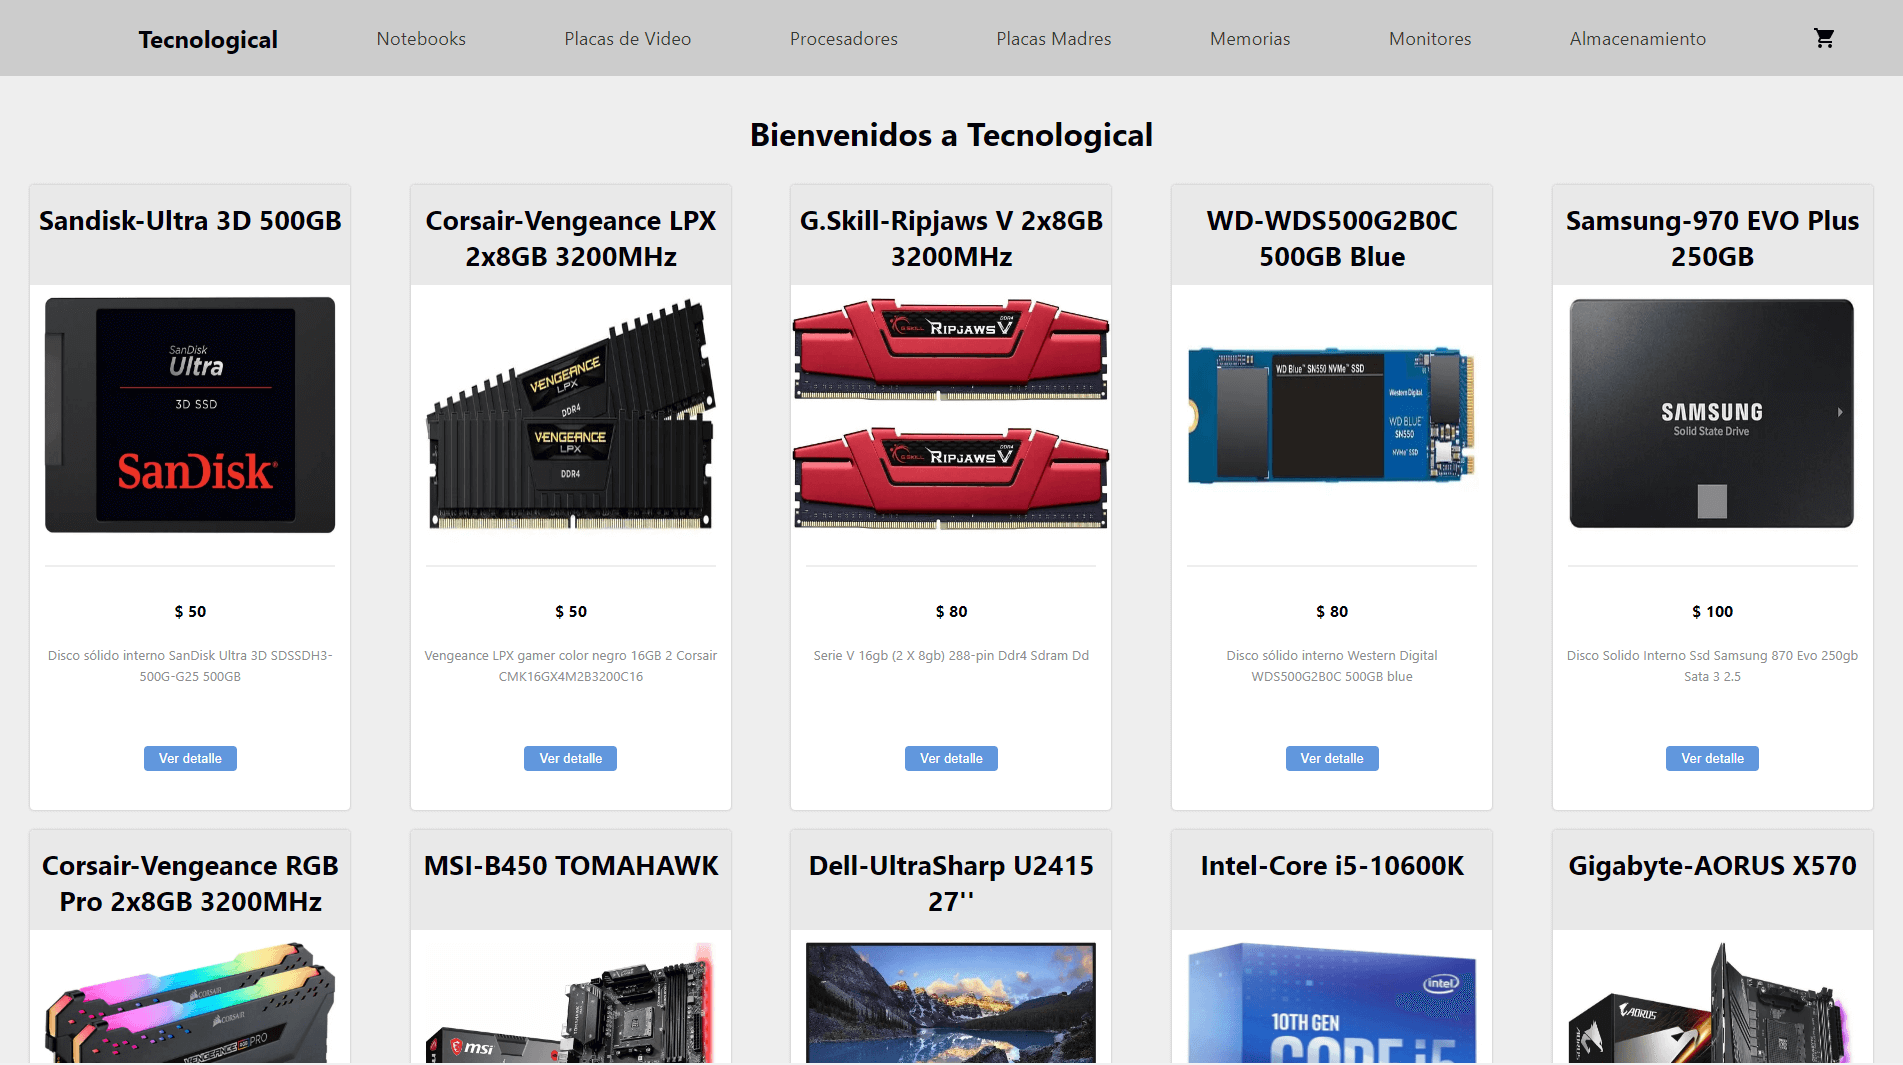 Tecnological
Notebooks
Placas de Video
Procesadores
Placas Madres
Memorias
Monitores
Almacenamiento
Bienvenidos a Tecnological
Sandisk-Ultra 3D 500GB
SanDisk
Ultra
3D SSD
SanDisk
$ 50
Disco sólido interno SanDisk Ultra 3D SDSSDH3-
500G-G25 500GB
Ver detalle
Corsair-Vengeance LPX
2x8GB 3200MHz
VENGEANCE
LPX
DDR4
VENGEANCE
LPX
DDR4
$ 50
Vengeance LPX gamer color negro 16GB 2 Corsair
CMK16GX4M2B3200C16
Ver detalle
G.Skill-Ripjaws V 2x8GB
3200MHz
DDR4
G.SKILL RIPJAWS V
DDR4
G.SKILL RIPJAWS V
$ 80
Serie V 16gb (2 X 8gb) 288-pin Ddr4 Sdram Dd
Ver detalle
WD-WDS500G2B0C
500GB Blue
WD Blue™ SN550 NVMe™ SSD
Western Digital
WD BLUE™
SN550
NVMe™ SSD
$ 80
Disco sólido interno Western Digital
WDS500G2B0C 500GB blue
Ver detalle
Samsung-970 EVO Plus
250GB
SAMSUNG
Solid State Drive
$ 100
Disco Solido Interno Ssd Samsung 870 Evo 250gb
Sata 3 2.5
Ver detalle
Corsair-Vengeance RGB
Pro 2x8GB 3200MHz
CORSAIR
CORSAIR
VENGEANCE RGB PRO
MSI-B450 TOMAHAWK
msi
Dell-UltraSharp U2415
27''
Intel-Core i5-10600K
intel
10TH GEN
CORE i5
Gigabyte-AORUS X570
AORUS